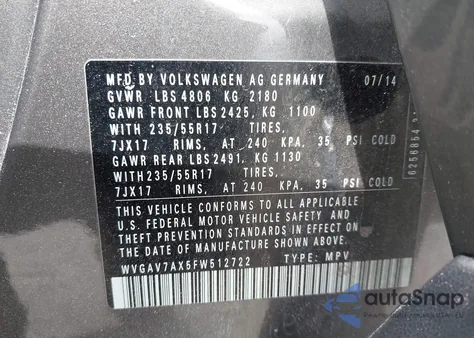 MFD. BY VOLKSWAGEN AG GERMANY 07/14
GVWR LBS 4806 KG 2180
GAWR FRONT LBS 2425, KG 1100
WITH 235/55R17 TIRES,
7JX17 RIMS, AT 240 KPA, 35 PSI COLD
GAWR REAR LBS 2491, KG 1130
WITH 235/55R17 TIRES,
7JX17 RIMS, AT 240 KPA, 35 PSI COLD
THIS VEHICLE CONFORMS TO ALL APPLICABLE
U.S. FEDERAL MOTOR VEHICLE SAFETY AND
THEFT PREVENTION STANDARDS IN EFFECT ON
THE DATE OF MANUFACTURE SHOWN ABOVE.
WVGAV7AX5FW512722 TYPE: MPV
autoSnap